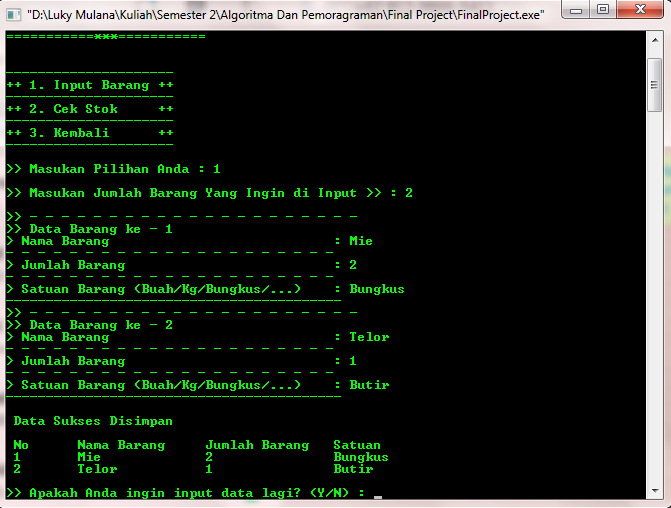 "D:\Luky Mulana\Kuliah\Semester 2\Algoritma Dan Pemoragraman\Final Project\FinalProject.exe"
===========***===========
---------------------
++ 1. Input Barang ++
---------------------
++ 2. Cek Stok     ++
---------------------
++ 3. Kembali      ++
---------------------
>> Masukan Pilihan Anda : 1
>> Masukan Jumlah Barang Yang Ingin di Input >> : 2
>> - - - - - - - - - - - - - - - - - - - - -
>> Data Barang ke - 1
> Nama Barang                            : Mie
- - - - - - - - - - - - - - - - - - - - -
> Jumlah Barang                          : 2
- - - - - - - - - - - - - - - - - - - - -
> Satuan Barang (Buah/Kg/Bungkus/...)    : Bungkus
------------------------------------------
>> - - - - - - - - - - - - - - - - - - - - -
>> Data Barang ke - 2
> Nama Barang                            : Telor
- - - - - - - - - - - - - - - - - - - - -
> Jumlah Barang                          : 1
- - - - - - - - - - - - - - - - - - - - -
> Satuan Barang (Buah/Kg/Bungkus/...)    : Butir
------------------------------------------
Data Sukses Disimpan
No      Nama Barang     Jumlah Barang   Satuan
1       Mie             2               Bungkus
2       Telor           1               Butir
>> Apakah Anda ingin input data lagi? (Y/N) : _